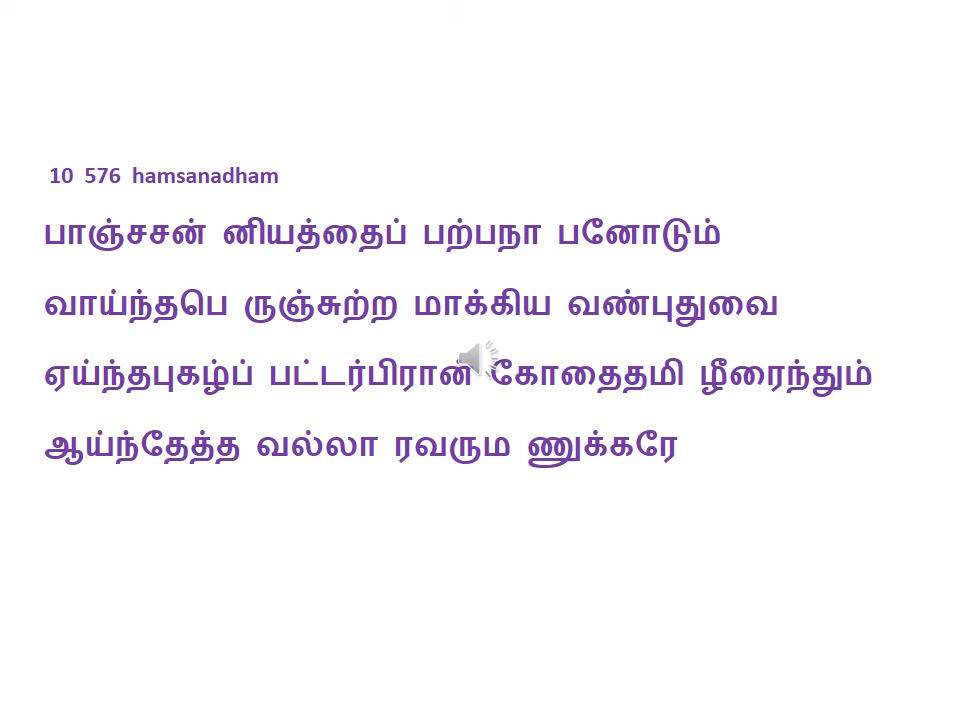 10 576 hamsanadham
பாஞ்சசன் னியத்தைப் பற்பநா பனோடும்
வாய்ந்தபெ ருஞ்சுற்ற மாக்கிய வண்புதுவை
ஏய்ந்தபுகழ்ப் பட்டர்பிரான் கோதைதமி ழீரைந்தும்
ஆய்ந்தேத்த வல்லா ரவரும ணுக்கரே